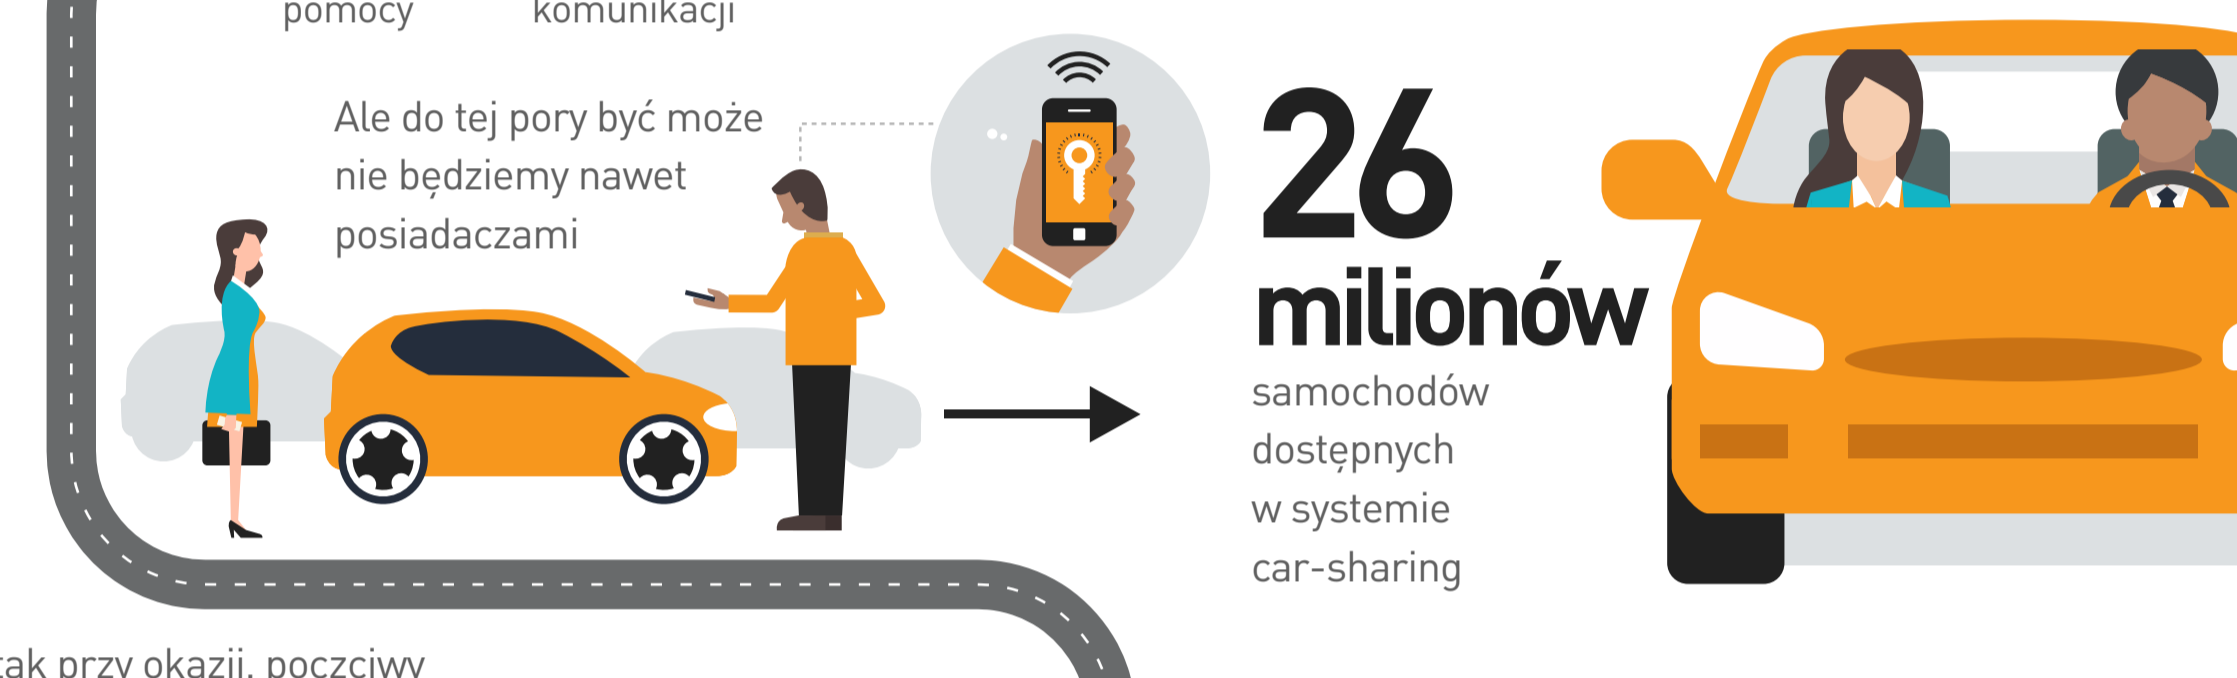 pomocy
komunikacji
Ale do tej pory być może
nie będziemy nawet
posiadaczami
26
milionów
samochodów
dostępnych
w systemie
car-sharing
tak przy okazji, poczciwy